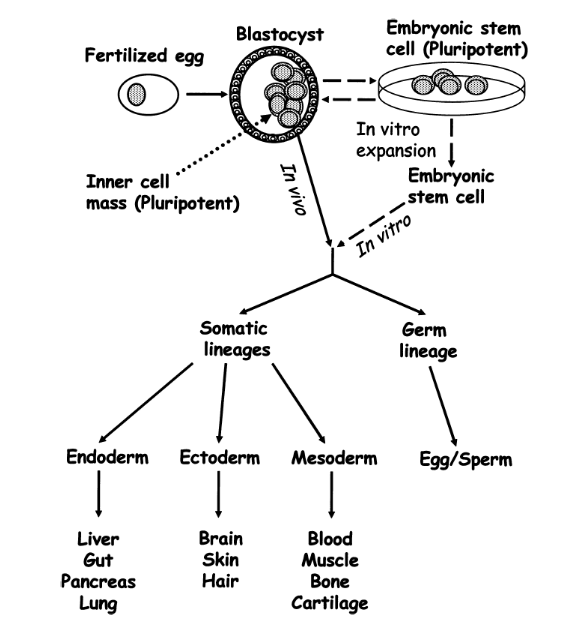 Blastocyst
Embryonic stem
cell (Pluripotent)
Fertilized egg
In vitro
expansion
Inner cell
mass (Pluripotent)
In vivo
Embryonic
stem cell
In vitro
Somatic
lineages
Germ
lineage
Endoderm
Ectoderm
Mesoderm
Egg/Sperm
Liver
Gut
Pancreas
Lung
Brain
Skin
Hair
Blood
Muscle
Bone
Cartilage